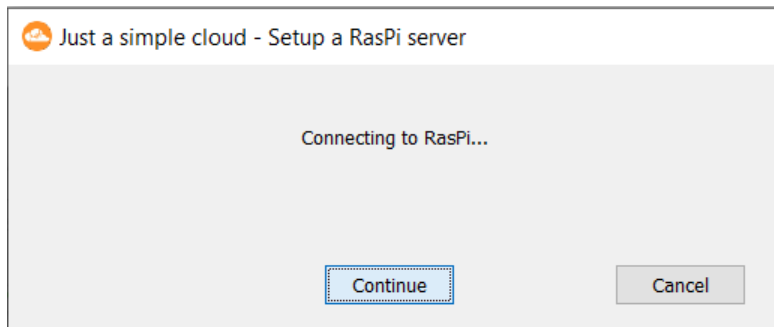 Just a simple cloud - Setup a RasPi server
Connecting to RasPi...
Continue Cancel